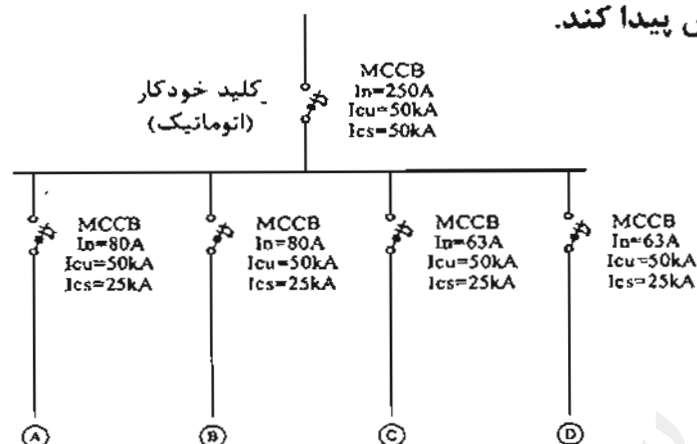 پیدا کند.
کلید خودکار
(اتوماتیک)
MCCB
In=250A
Icu=50kA
Ics=50kA
MCCB
In=80A
Icu=50kA
Ics=25kA
MCCB
In=80A
Icu=50kA
Ics=25kA
MCCB
In=63A
Icu=50kA
Ics=25kA
MCCB
In=63A
Icu=50kA
Ics=25kA
A
B
C
D